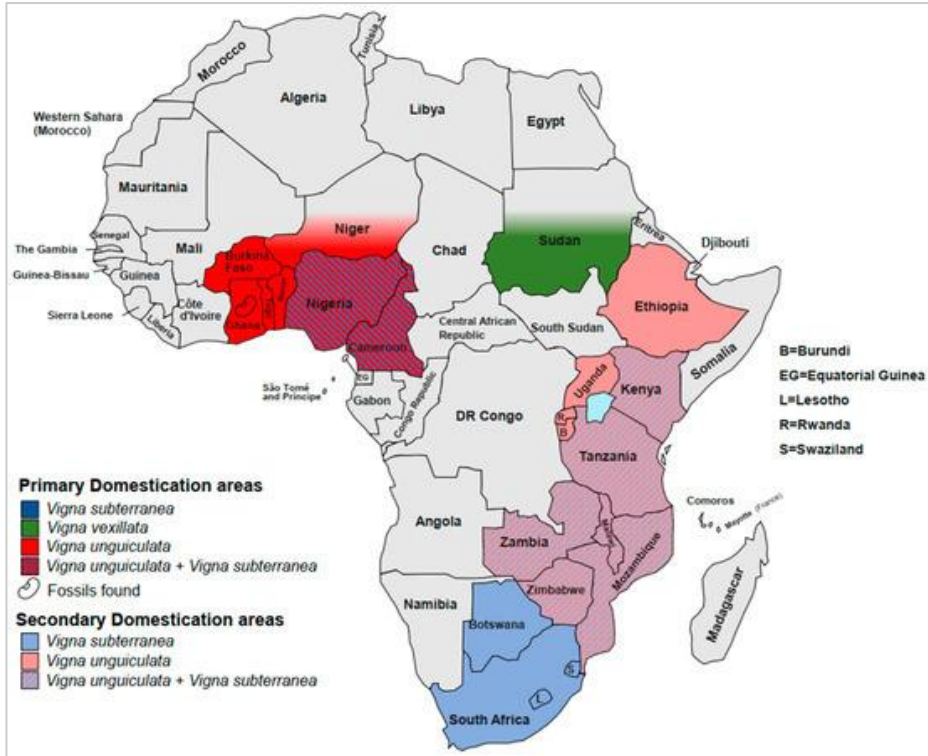 Morocco
Tunisia
Algeria
Libya
Egypt
Western Sahara
(Morocco)
Mauritania
Mali
Niger
Chad
Sudan
Eritrea
Djibouti
Senegal
The Gambia
Guinea-Bissau
Guinea
Sierra Leone
Liberia
Côte
d'Ivoire
Burkina
Faso
Ghana
Nigeria
Cameroon
Central African
Republic
South Sudan
Ethiopia
Somalia
EG
São Tomé
and Príncipe
Gabon
Congo Republic
DR Congo
Uganda
Kenya
R
B
Tanzania
B=Burundi
EG=Equatorial Guinea
L=Lesotho
R=Rwanda
S=Swaziland
Comoros
Mayotte (France)
Angola
Zambia
Mozambique
Zimbabwe
Namibia
Botswana
Madagascar
South Africa
S
L
Primary Domestication areas
Vigna subterranea
Vigna vexillata
Vigna unguiculata
Vigna unguiculata + Vigna subterranea
Fossils found
Secondary Domestication areas
Vigna subterranea
Vigna unguiculata
Vigna unguiculata + Vigna subterranea